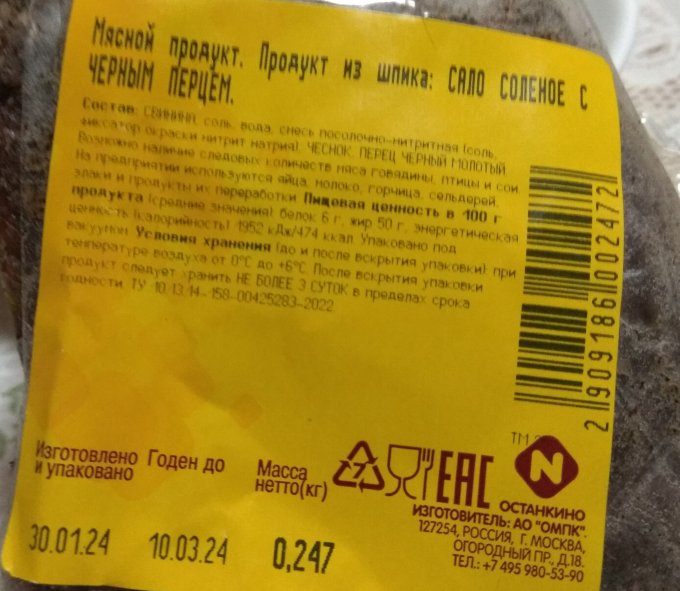 Мясной продукт. Продукт из шпика: САЛО СОЛЕНОЕ С
ЧЕРНЫМ ПЕРЦЕМ.
Состав: СВИНИНА, соль, вода, смесь посолочно-нитритная (соль,
фиксатор окраски нитрит натрия), ЧЕСНОК, ПЕРЕЦ ЧЕРНЫЙ МОЛОТЫЙ
Возможно наличие следовых количеств мяса говядины, птицы и сои.
На предприятии используются яйца, молоко, горчица, сельдерей,
злаки и продукты их переработки. Пищевая ценность в 100 г
продукта (средние значения): белок 6 г, жир 50 г, энергетическая
ценность (калорийность) 1952 кДж/474 ккал. Упаковано под
вакуумом. Условия хранения (до и после вскрытия упаковки): при
температуре воздуха от 0°С до +6°С. После вскрытия упаковки
продукт следует хранить НЕ БОЛЕЕ 3 СУТОК в пределах срока
годности. ТУ 10.13.14-158-00425283-2022.
2 909186 002472
Изготовлено
и упаковано
Годен до
Масса
нетто(кг)
30.01.24
10.03.24
0,247
7
EAC
TM
N
ОСТАНКИНО
ИЗГОТОВИТЕЛЬ: АО "ОМПК".
127254, РОССИЯ, Г. МОСКВА,
ОГОРОДНЫЙ ПР., Д.18.
ТЕЛ.: +7 495 980-53-90